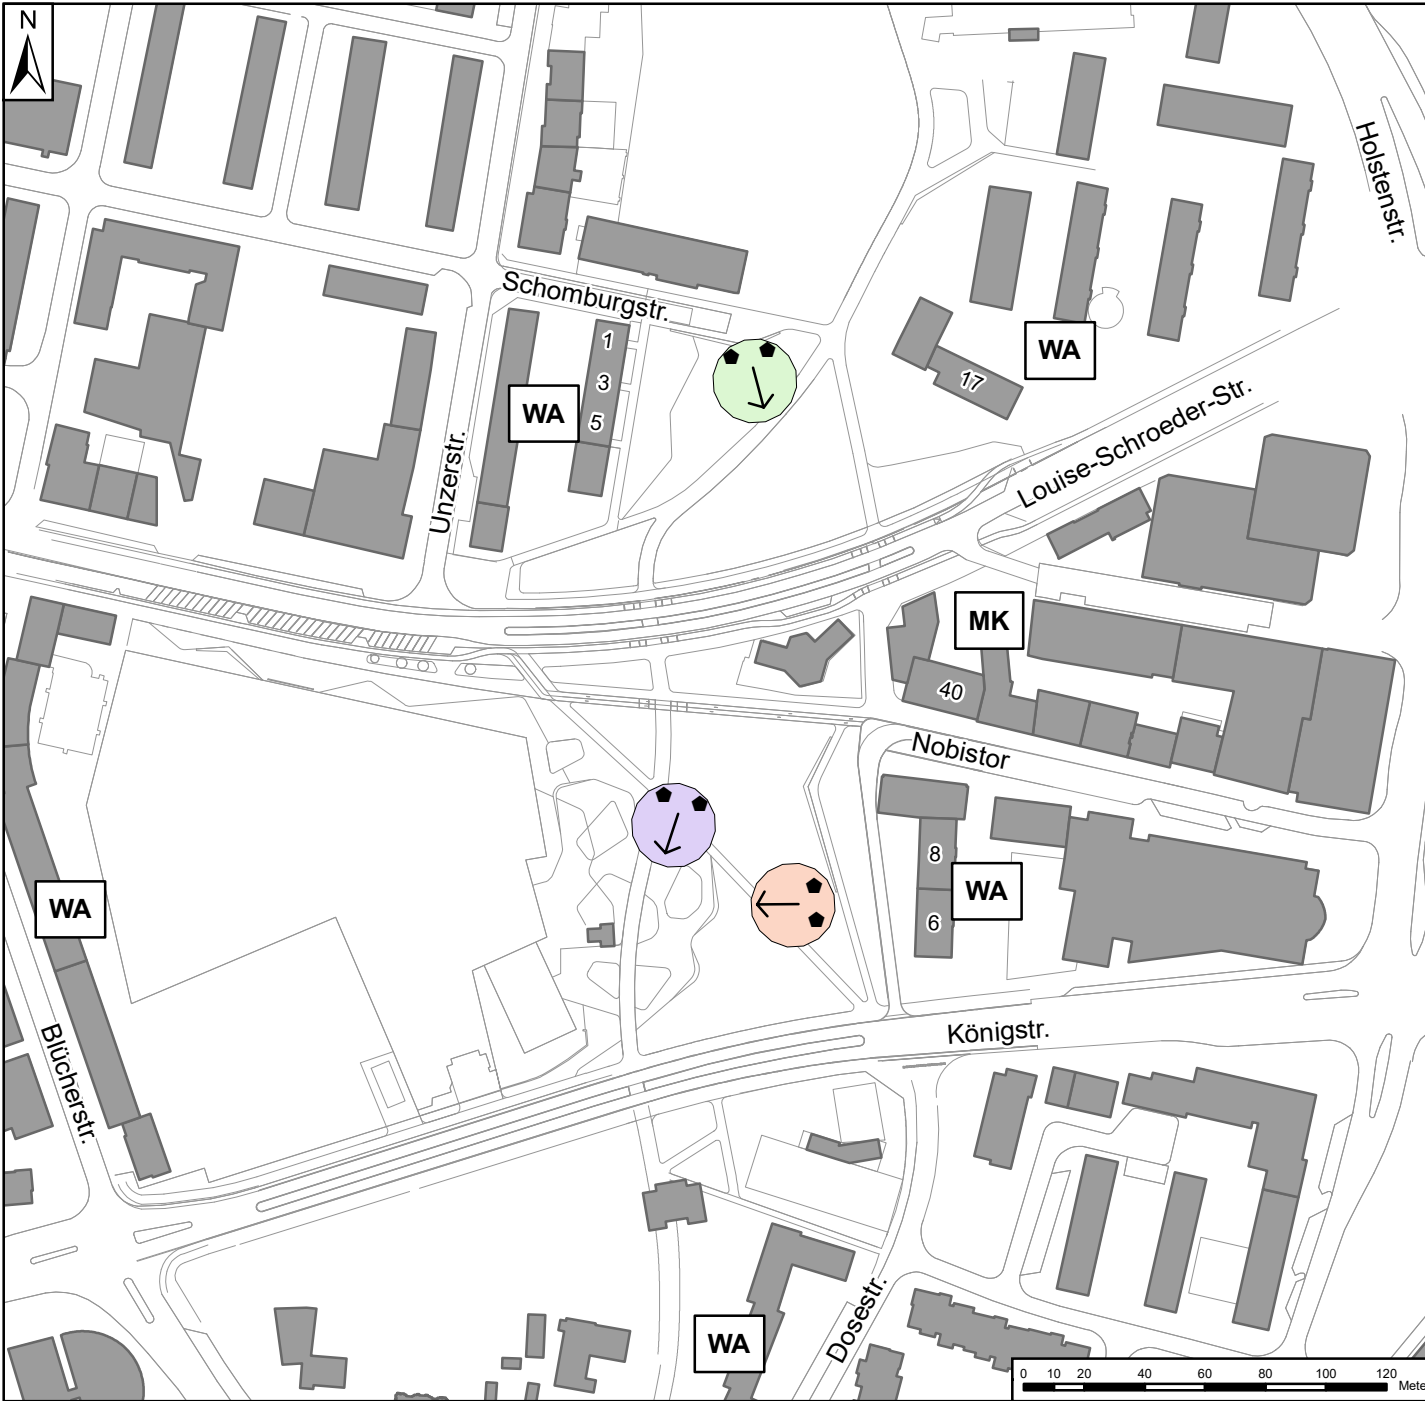 N
Holstenstr.
Schomburgstr.
1
3
5
WA
WA
17
Louise-Schroeder-Str.
Unzerstr.
MK
40
Nobistor
8
WA
6
WA
Königstr.
Blücherstr.
Dosestr.
WA
0 10 20 40 60 80 100 120
Mete